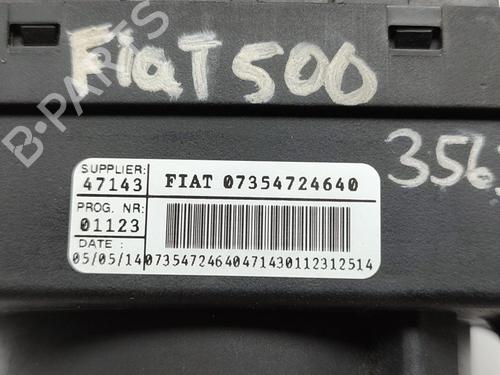 FiaT 500
B-PARTS
356
SUPPLIER:
47143
FIAT 07354724640
PROG. NR:
01123
DATE :
05/05/14
07354724640471430112312514